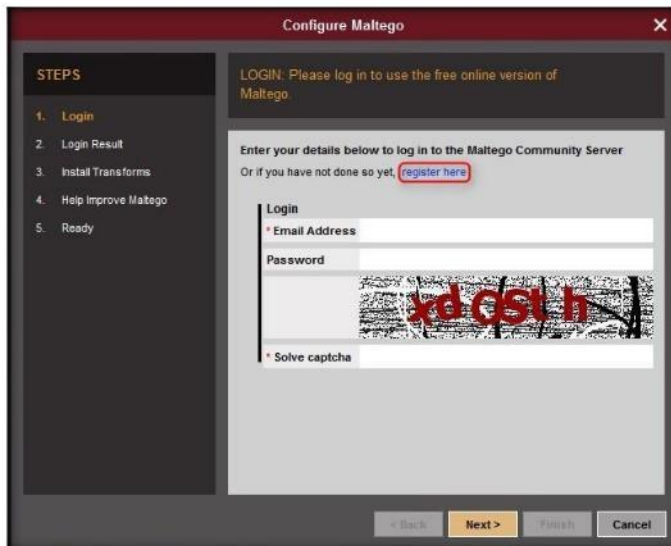 Configure Maltego
STEPS
1. Login
2. Login Result
3. Install Transforms
4. Help Improve Maltego
5. Ready
LOGIN: Please log in to use the free online version of
Maltego.
Enter your details below to log in to the Maltego Community Server
Or if you have not done so yet, register here
Login
* Email Address
Password
* Solve captcha
< Back
Next >
Finish
Cancel